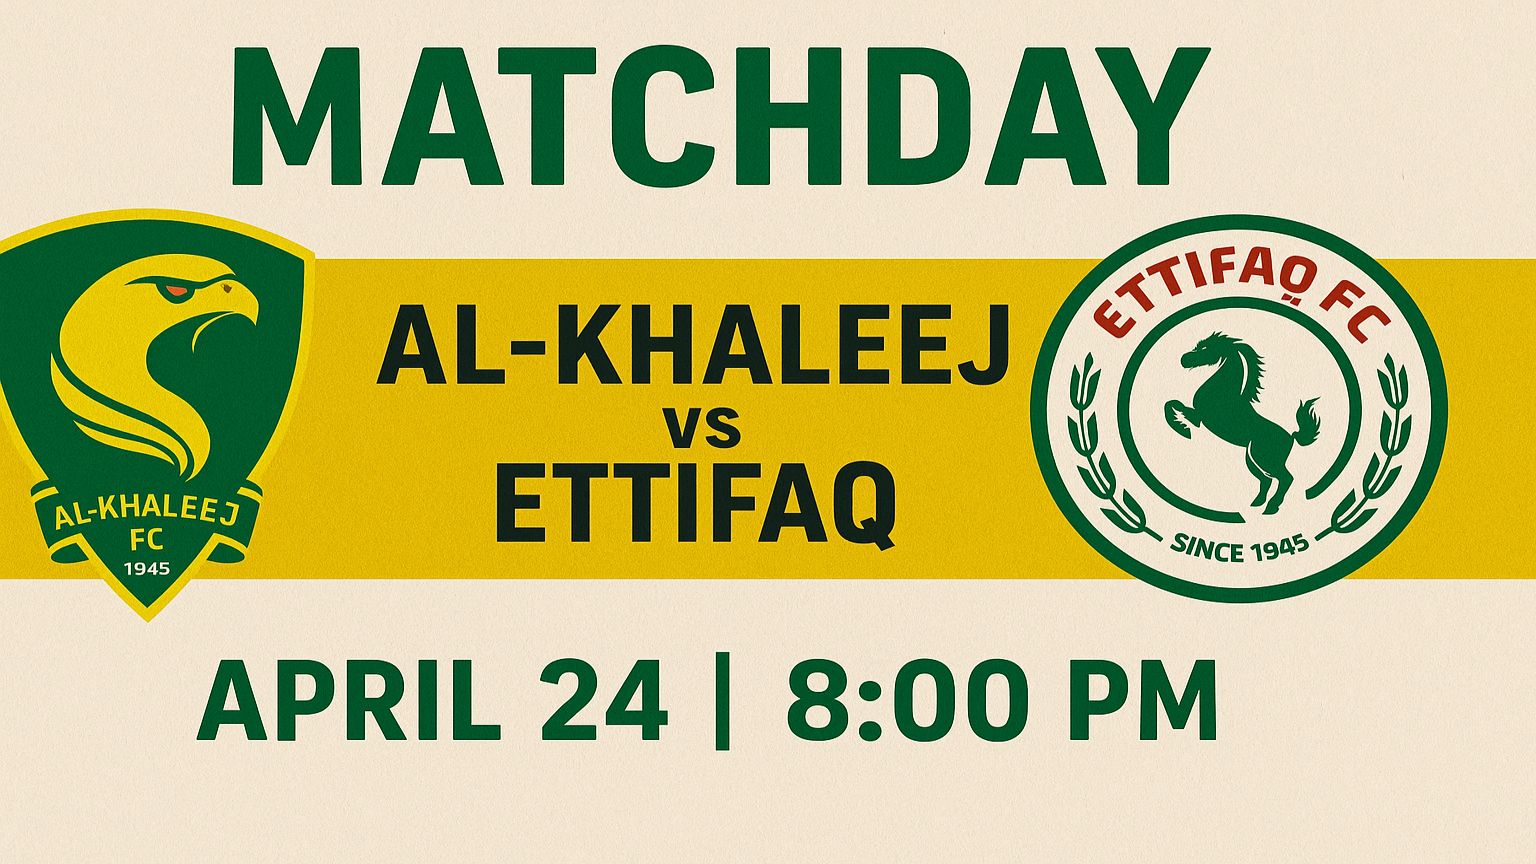 MATCHDAY
AL-KHALEEJ
FC
1945
AL-KHALEEJ
vs
ETTIFAQ
ETTIFAQ FC
SINCE 1945
APRIL 24 | 8:00 PM